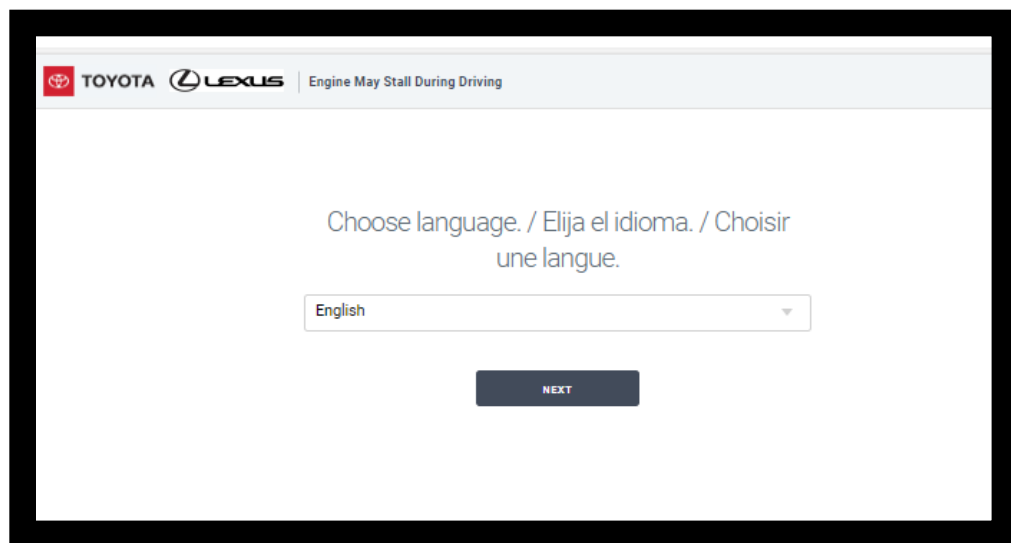 TOYOTA LEXUS Engine May Stall During Driving
Choose language. / Elija el idioma. / Choisir
une langue.
English
NEXT